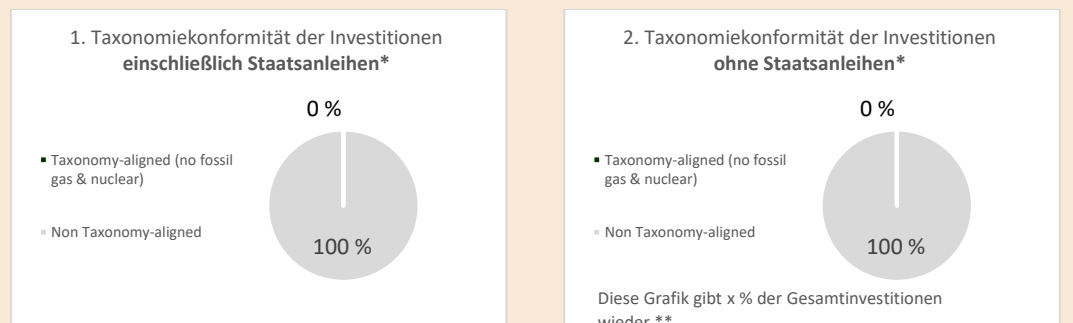 1. Taxonomiekonformität der Investitionen
einschließlich Staatsanleihen*
0 %
Taxonomy-aligned (no fossil
gas & nuclear)
Non Taxonomy-aligned
100 %
2. Taxonomiekonformität der Investitionen
ohne Staatsanleihen*
0 %
Taxonomy-aligned (no fossil
gas & nuclear)
Non Taxonomy-aligned
100 %
Diese Grafik gibt x % der Gesamtinvestitionen
wieder.**